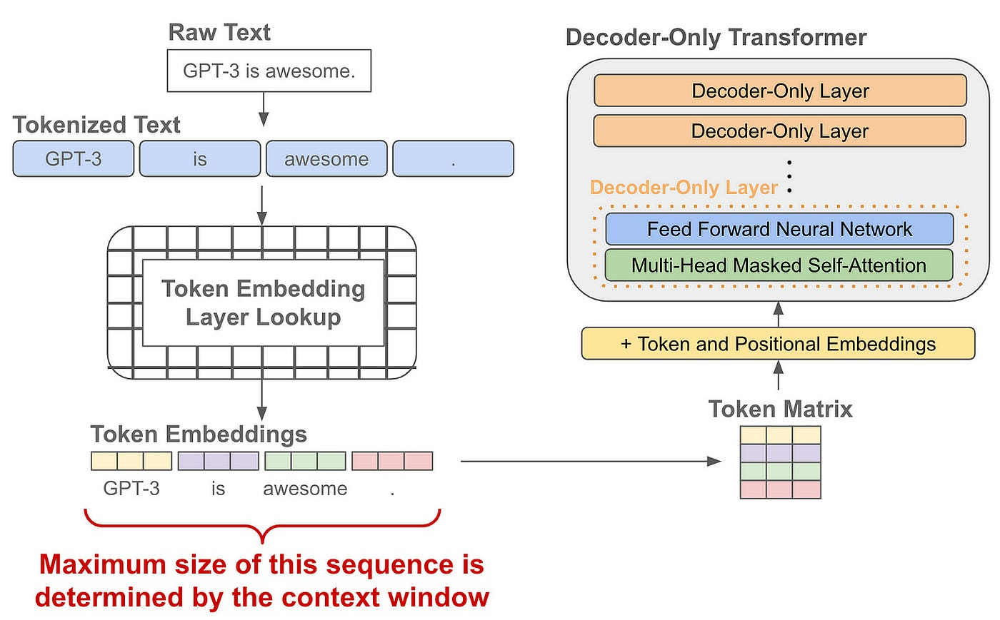 Raw Text
GPT-3 is awesome.
Tokenized Text
GPT-3 is awesome .
Token Embedding
Layer Lookup
Token Embeddings
GPT-3 is awesome .
Maximum size of this sequence is
determined by the context window
Decoder-Only Transformer
Decoder-Only Layer
Decoder-Only Layer
Decoder-Only Layer
Feed Forward Neural Network
Multi-Head Masked Self-Attention
+ Token and Positional Embeddings
Token Matrix